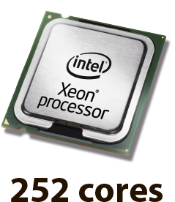 intel
Xeon®
processor
252 cores